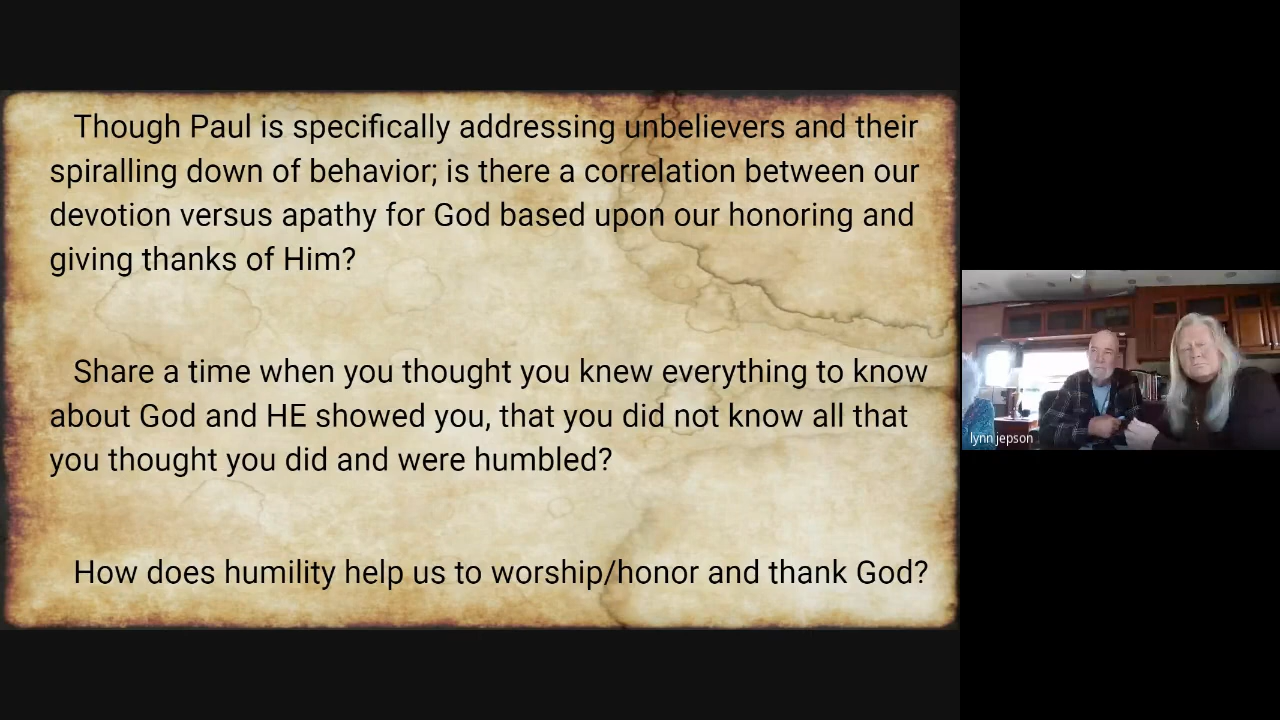 Though Paul is specifically addressing unbelievers and their
spiralling down of behavior; is there a correlation between our
devotion versus apathy for God based upon our honoring and
giving thanks of Him?
Share a time when you thought you knew everything to know
about God and HE showed you, that you did not know all that
you thought you did and were humbled?
How does humility help us to worship/honor and thank God?
lynn jepson